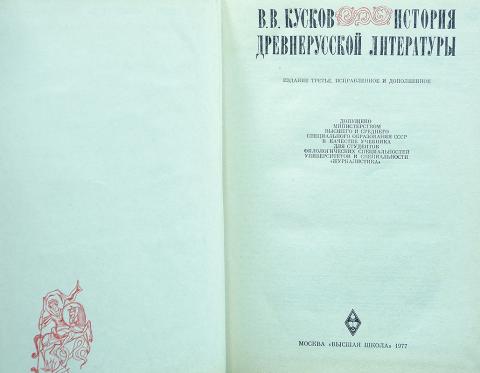 В.В. КУСКОВ ИСТОРИЯ
ДРЕВНЕРУССКОЙ ЛИТЕРАТУРЫ
ИЗДАНИЕ ТРЕТЬЕ, ИСПРАВЛЕННОЕ И ДОПОЛНЕННОЕ
ДОПУЩЕНО
МИНИСТЕРСТВОМ
ВЫСШЕГО И СРЕДНЕГО
СПЕЦИАЛЬНОГО ОБРАЗОВАНИЯ СССР
В КАЧЕСТВЕ УЧЕБНИКА
ДЛЯ СТУДЕНТОВ
ФИЛОЛОГИЧЕСКИХ СПЕЦИАЛЬНОСТЕЙ
УНИВЕРСИТЕТОВ И СПЕЦИАЛЬНОСТИ
«ЖУРНАЛИСТИКА»
МОСКВА «ВЫСШАЯ ШКОЛА» 1977